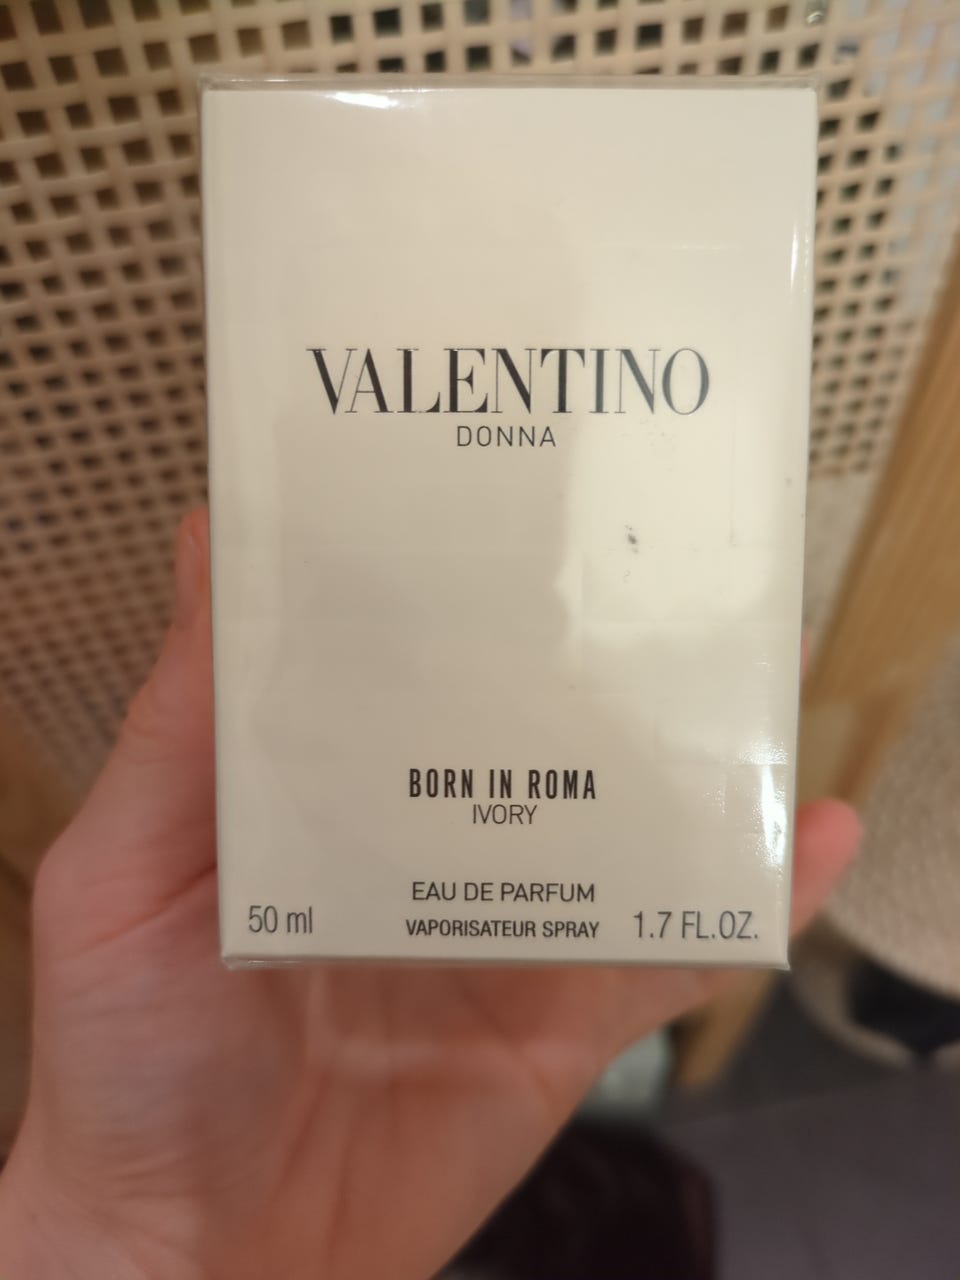 VALENTINO
DONNA
BORN IN ROMA
IVORY
EAU DE PARFUM
50 ml VAPORISATEUR SPRAY 1.7 FL.OZ.